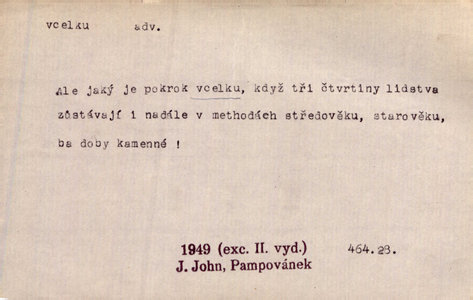 vcelku adv.
Ale jaký je pokrok vcelku, když tři čtvrtiny lidstva
zůstávají i nadále v methodách středověku, starověku,
ba doby kamenné !
1949 (exc. II. vyd.) 464.23.
J. John, Pampovánek